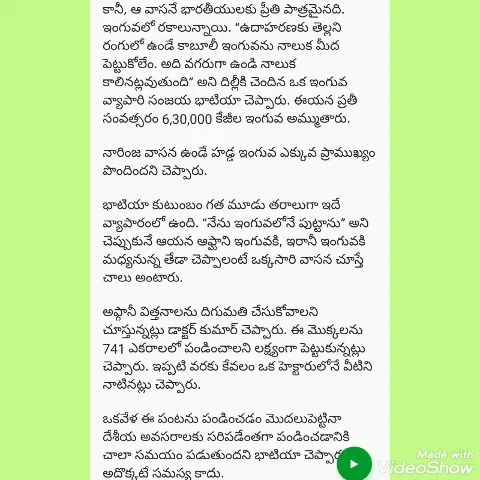 కానీ, ఆ వాసనే భారతీయులకు ప్రీతి పాత్రమైనది.
ఇంగువలో రకాలున్నాయి. "ఉదాహరణకు తెల్లని
రంగులో ఉండే కాబూలీ ఇంగువను నాలుక మీద
పెట్టుకోలేం. అది వగరుగా ఉండి నాలుక
కాలినట్లవుతుంది" అని దిల్లీకి చెందిన ఒక ఇంగువ
వ్యాపారి సంజయ భాటియా చెప్పారు. ఈయన ప్రతీ
సంవత్సరం 6,30,000 కేజీల ఇంగువ అమ్ముతారు.
నారింజ వాసన ఉండే హడ్డ ఇంగువ ఎక్కువ ప్రాముఖ్యం
పొందిందని చెప్పారు.
భాటియా కుటుంబం గత మూడు తరాలుగా ఇదే
వ్యాపారంలో ఉంది. "నేను ఇంగువలోనే పుట్టాను" అని
చెప్పుకునే ఆయన ఆఫ్ఘాని ఇంగువకి, ఇరానీ ఇంగువకి
మధ్యనున్న తేడా చెప్పాలంటే ఒక్కసారి వాసన చూస్తే
చాలు అంటారు.
అఫ్గానీ విత్తనాలను దిగుమతి చేసుకోవాలని
చూస్తున్నట్లు డాక్టర్ కుమార్ చెప్పారు. ఈ మొక్కలను
741 ఎకరాలలో పండించాలని లక్ష్యంగా పెట్టుకున్నట్లు
చెప్పారు. ఇప్పటి వరకు కేవలం ఒక హెక్టారులోనే వీటిని
నాటినట్లు చెప్పారు.
ఒకవేళ ఈ పంటను పండించడం మొదలుపెట్టినా
దేశీయ అవసరాలకు సరిపడేంతగా పండించడానికి
చాలా సమయం పడుతుందని భాటియా
అదొక్కటే సమస్య కాదు.
Made with
VideoShow